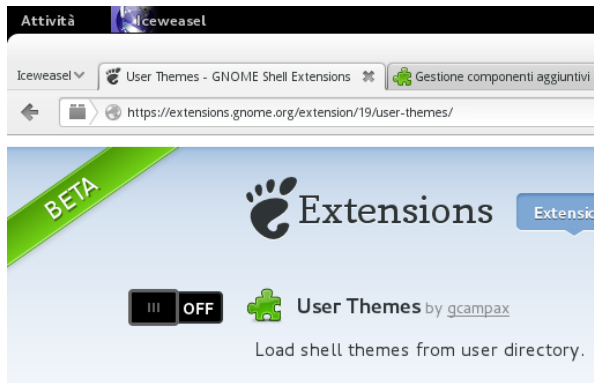 Attività Iceweasel
Iceweasel User Themes - GNOME Shell Extensions Gestione componenti aggiuntivi
https://extensions.gnome.org/extension/19/user-themes/
BETA
Extensions Extensio
OFF User Themes by gcampax
Load shell themes from user directory.